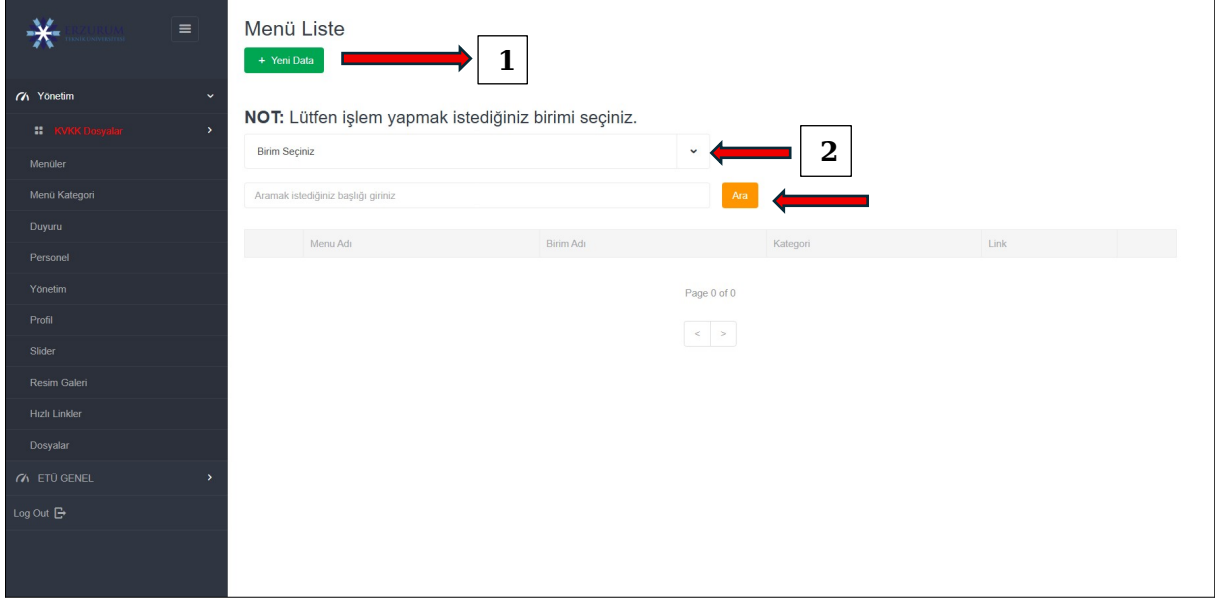 ERZURUM
Menü Liste
+ Yeni Data
1
Yönetim
KVKK Dosyalar
Menüler
Menü Kategori
Duyuru
Personel
Yönetim
Profil
Slider
Resim Galeri
Hızlı Linkler
Dosyalar
ETÜ GENEL
Log Out
NOT: Lütfen işlem yapmak istediğiniz birimi seçiniz.
Birim Seçiniz
2
Aramak istediğiniz başlığı giriniz
Ara
Menu Adı Birim Adı Kategori Link
Page 0 of 0
< >